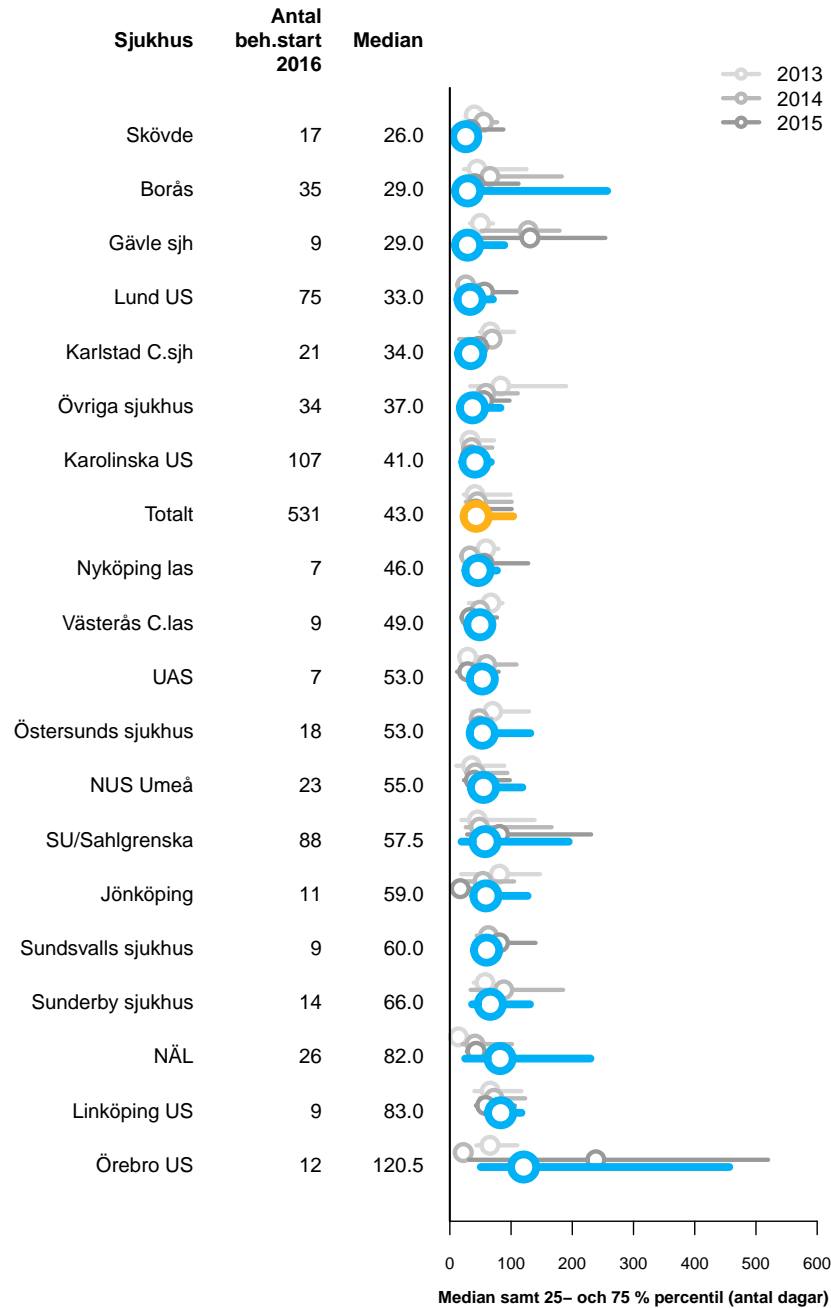 Antal
Sjukhus beh.start Median
2016
2013
2014
2015
Skövde 17 26.0
Borås 35 29.0
Gävle sjh 9 29.0
Lund US 75 33.0
Karlstad C.sjh 21 34.0
Övriga sjukhus 34 37.0
Karolinska US 107 41.0
Totalt 531 43.0
Nyköping las 7 46.0
Västerås C.las 9 49.0
UAS 7 53.0
Östersunds sjukhus 18 53.0
NUS Umeå 23 55.0
SU/Sahlgrenska 88 57.5
Jönköping 11 59.0
Sundsvalls sjukhus 9 60.0
Sunderby sjukhus 14 66.0
NÄL 26 82.0
Linköping US 9 83.0
Örebro US 12 120.5
0 100 200 300 400 500 600
Median samt 25− och 75 % percentil (antal dagar)